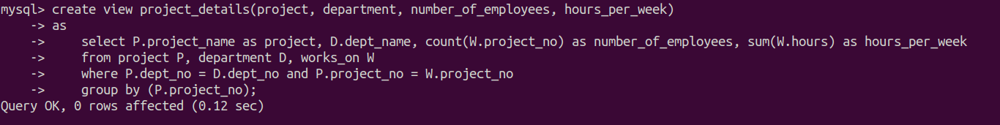 mysql> create view project_details(project, department, number_of_employees, hours_per_week)
    -> as
    ->     select P.project_name as project, D.dept_name, count(W.project_no) as number_of_employees, sum(W.hours) as hours_per_week
    ->     from project P, department D, works_on W
    ->     where P.dept_no = D.dept_no and P.project_no = W.project_no
    ->     group by (P.project_no);
Query OK, 0 rows affected (0.12 sec)